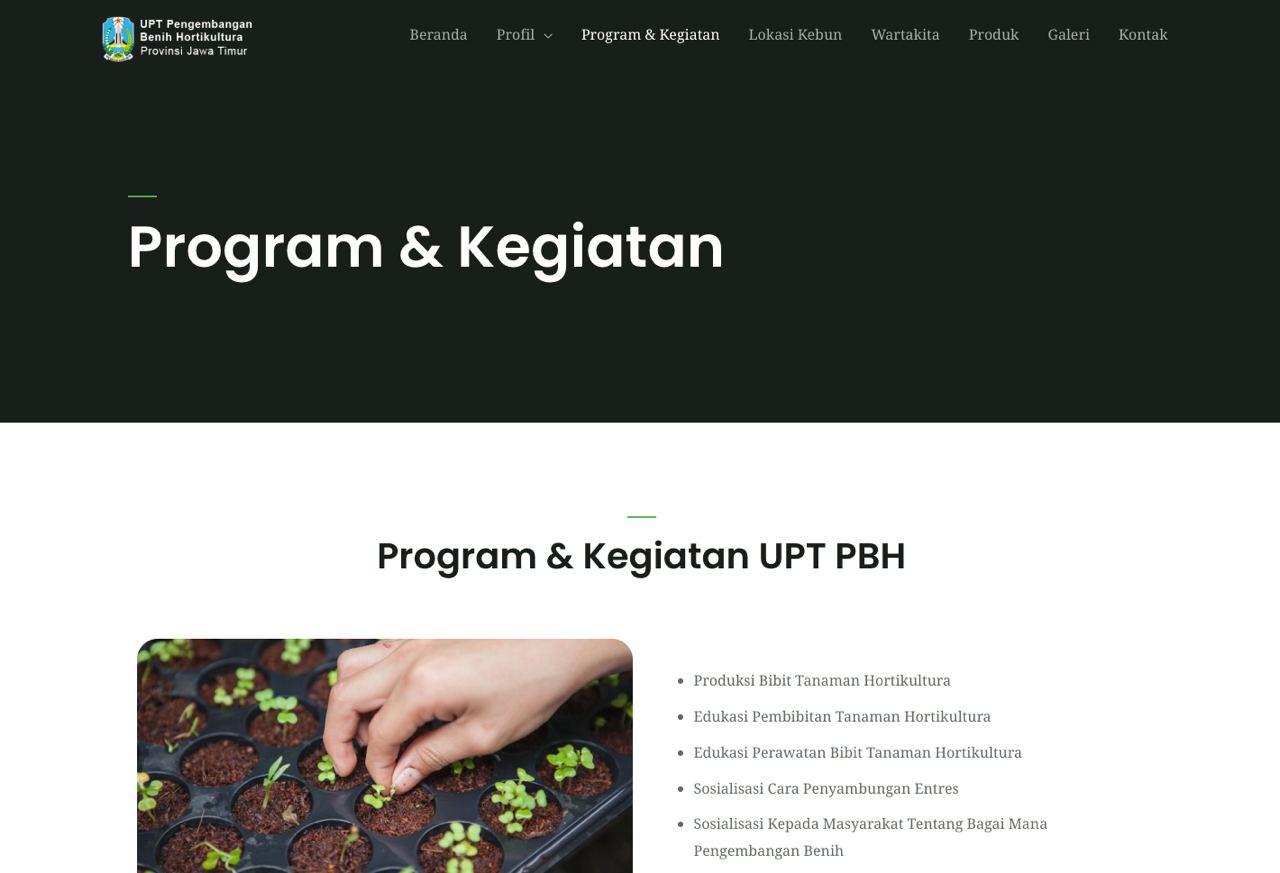 UPT Pengembangan
Benih Hortikultura
Provinsi Jawa Timur
Beranda
Profil
Program & Kegiatan
Lokasi Kebun
Wartakita
Produk
Galeri
Kontak
Program & Kegiatan
Program & Kegiatan UPT PBH
Produksi Bibit Tanaman Hortikultura
Edukasi Pembibitan Tanaman Hortikultura
Edukasi Perawatan Bibit Tanaman Hortikultura
Sosialisasi Cara Penyambungan Entres
Sosialisasi Kepada Masyarakat Tentang Bagai Mana
Pengembangan Benih